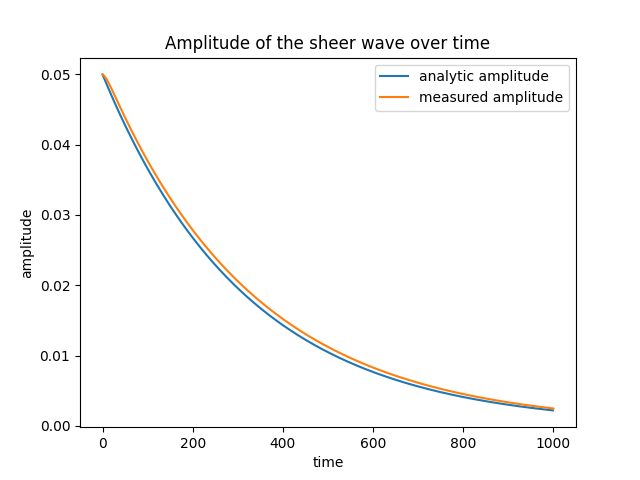 Amplitude of the sheer wave over time
analytic amplitude
measured amplitude
0.05
0.04
0.03
0.02
0.01
0.00
amplitude
0 200 400 600 800 1000
time